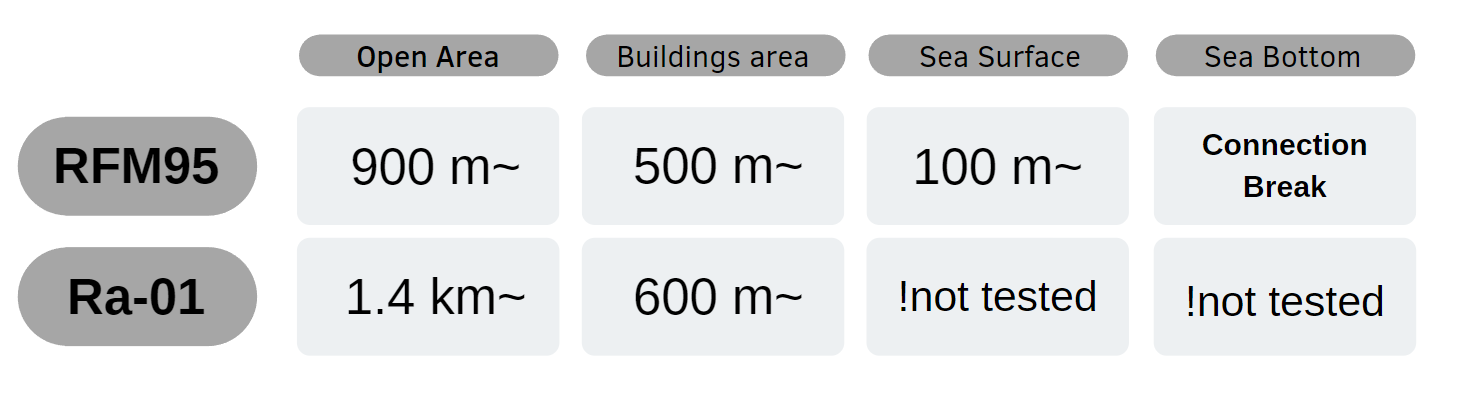 Open Area
Buildings area
Sea Surface
Sea Bottom
RFM95
900 m~
500 m~
100 m~
Connection
Break
Ra-01
1.4 km~
600 m~
!not tested
!not tested